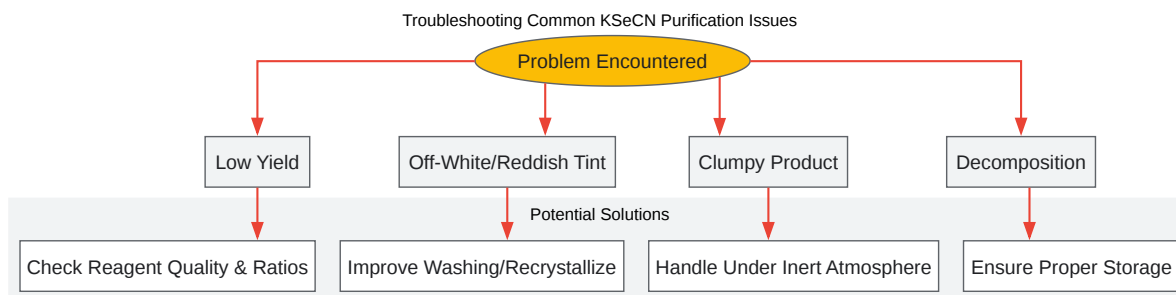 Troubleshooting Common KSeCN Purification Issues
Problem Encountered
Low Yield
Off-White/Reddish Tint
Clumpy Product
Decomposition
Potential Solutions
Check Reagent Quality & Ratios
Improve Washing/Recrystallize
Handle Under Inert Atmosphere
Ensure Proper Storage